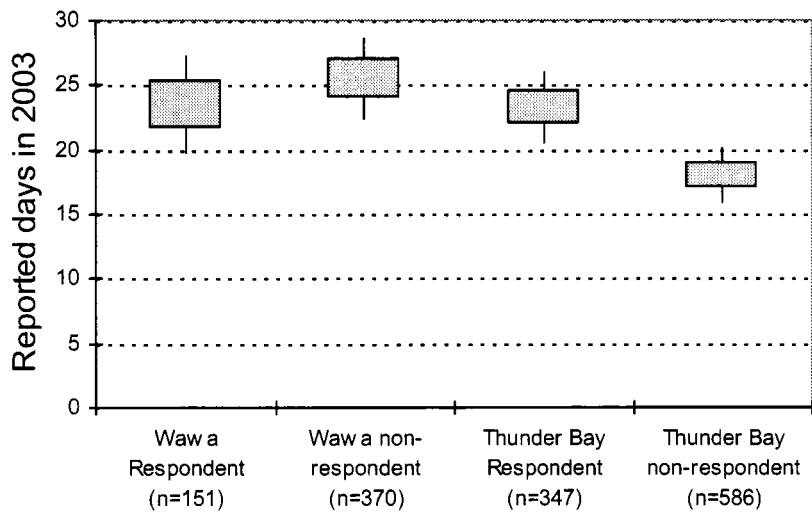 Reported days in 2003
30
25
20
15
10
5
0
Waw a
Respondent
(n=151)
Waw a non-
respondent
(n=370)
Thunder Bay
Respondent
(n=347)
Thunder Bay
non-respondent
(n=586)